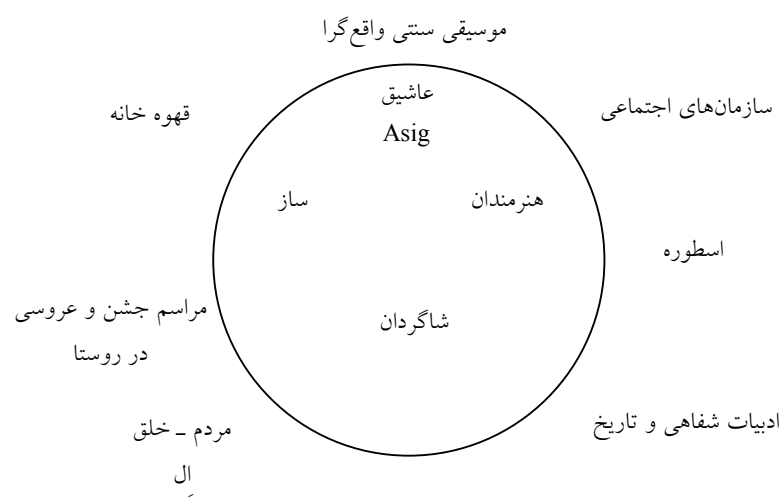 موسیقی سنتی واقع‌گرا
سازمان‌های اجتماعی
عاشیق
Asig
قهوه خانه
هنرمندان
ساز
اسطوره
شاگردان
مراسم جشن و عروسی
در روستا
ادبیات شفاهی و تاریخ
مردم ـ خلق